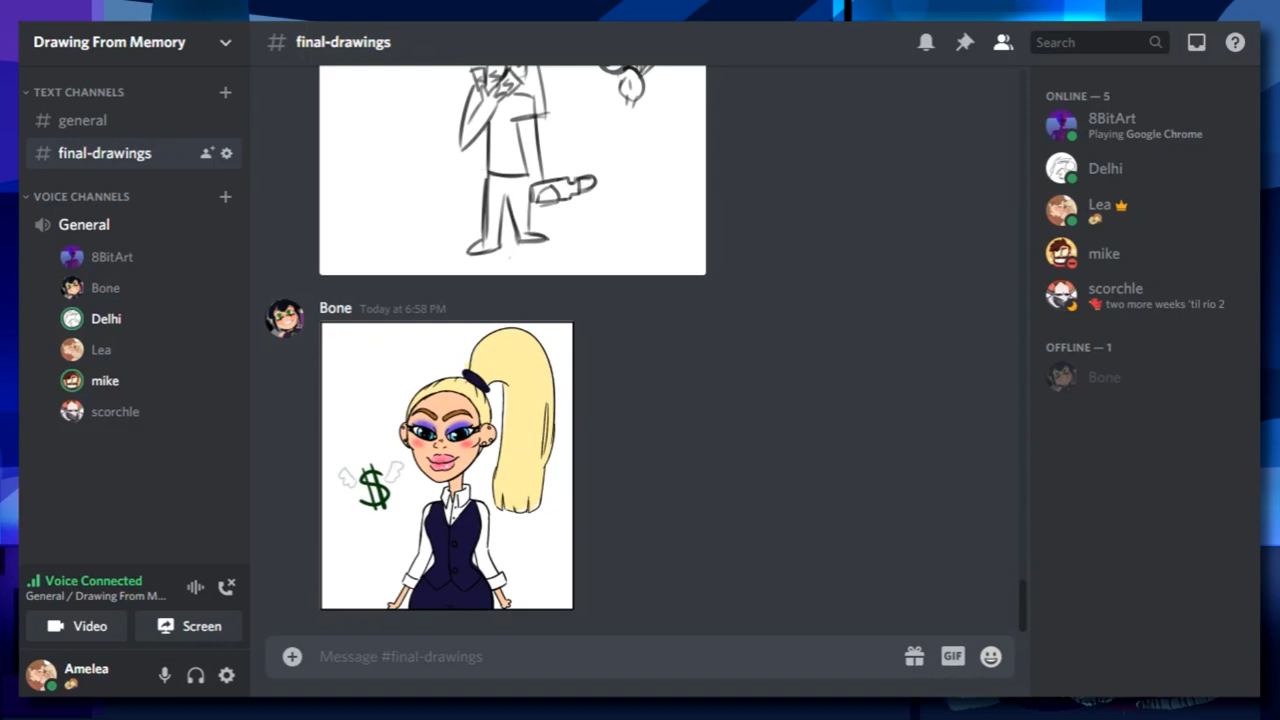 Drawing From Memory
TEXT CHANNELS
general
final-drawings
VOICE CHANNELS
General
8BitArt
Bone
Delhi
Lea
mike
scorchle
Voice Connected
General / Drawing From M...
Video
Screen
Amelea
final-drawings
Search
Bone Today at 6:58 PM
$
Message #final-drawings
GIF
ONLINE — 5
8BitArt
Playing Google Chrome
Delhi
Lea
mike
scorchle
two more weeks 'til rio 2
OFFLINE — 1
Bone